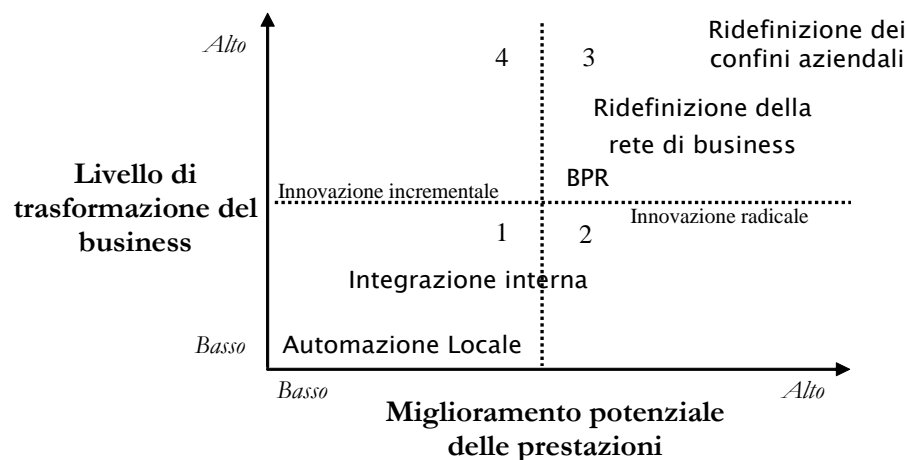 Alto
4
3
Ridefinizione dei
confini aziendali
Ridefinizione della
rete di business
Livello di
trasformazione del
business
Innovazione incrementale
BPR
Innovazione radicale
1
2
Integrazione interna
Basso
Automazione Locale
Basso
Alto
Miglioramento potenziale
delle prestazioni